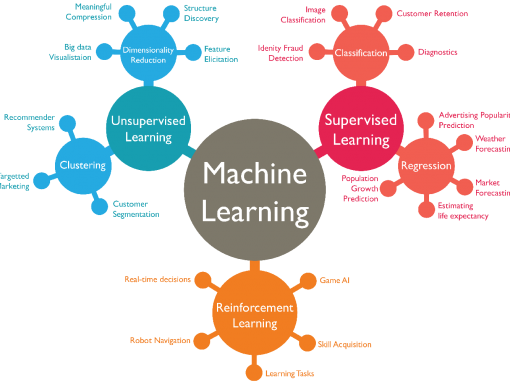 Meaningful
Compression
Structure
Discovery
Big data
Visualistaion
Dimensionality
Reduction
Feature
Elicitation
Image
Classification
Customer Retention
Idenity Fraud
Detection
Classification
Diagnostics
Recommender
Systems
Unsupervised
Learning
Clustering
Targetted
Marketing
Customer
Segmentation
Machine
Learning
Supervised
Learning
Advertising Popularity
Prediction
Weather
Forecasting
Regression
Population
Growth
Prediction
Market
Forecasting
Estimating
life expectancy
Real-time decisions
Game AI
Reinforcement
Learning
Robot Navigation
Skill Acquisition
Learning Tasks